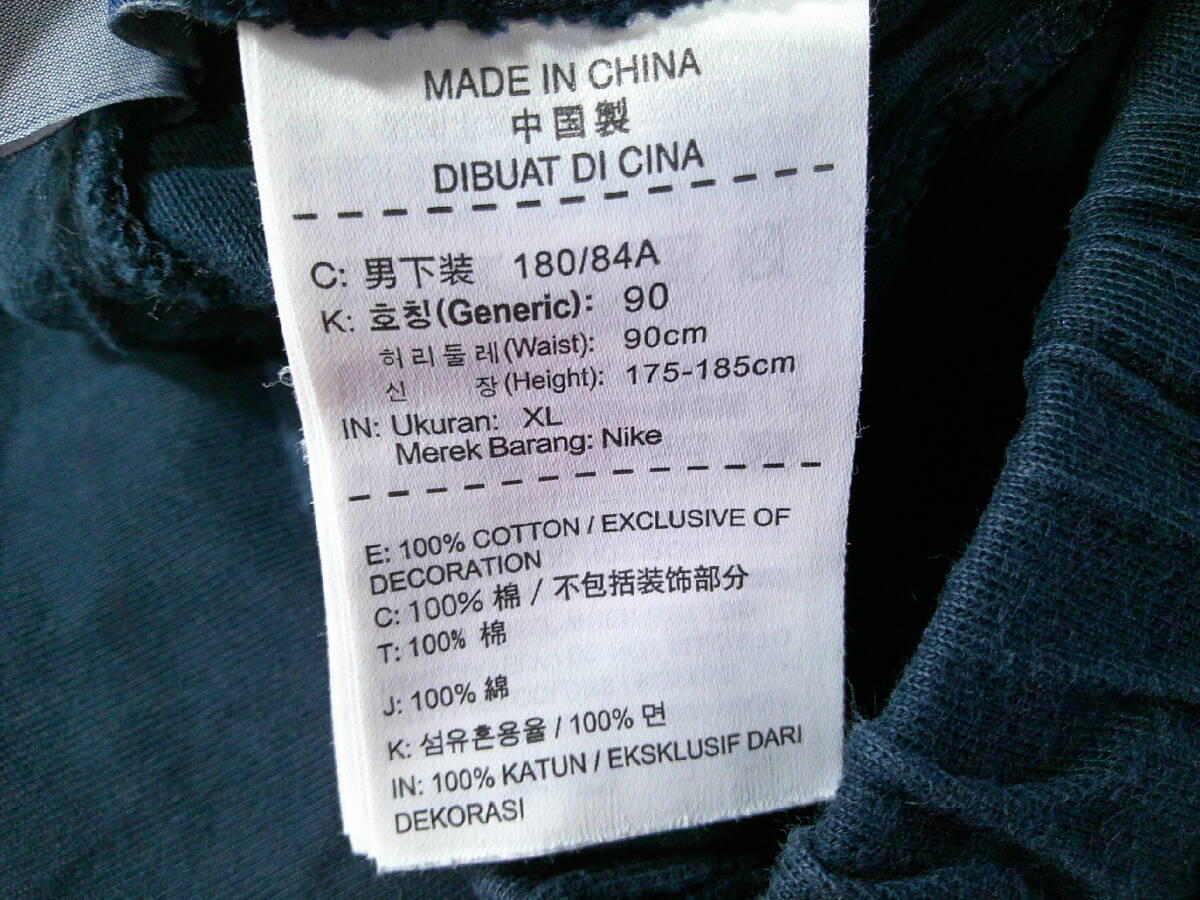 MADE IN CHINA
中国製
DIBUAT DI CINA
C: 男下装 180/84A
K: 호칭(Generic): 90
허리둘레(Waist): 90cm
신 장(Height): 175-185cm
IN: Ukuran: XL
Merek Barang: Nike
E: 100% COTTON / EXCLUSIVE OF
DECORATION
C: 100% 棉 / 不包括装饰部分
T: 100% 棉
J: 100% 綿
K: 섬유혼용율 / 100% 면
IN: 100% KATUN / EKSKLUSIF DARI
DEKORASI